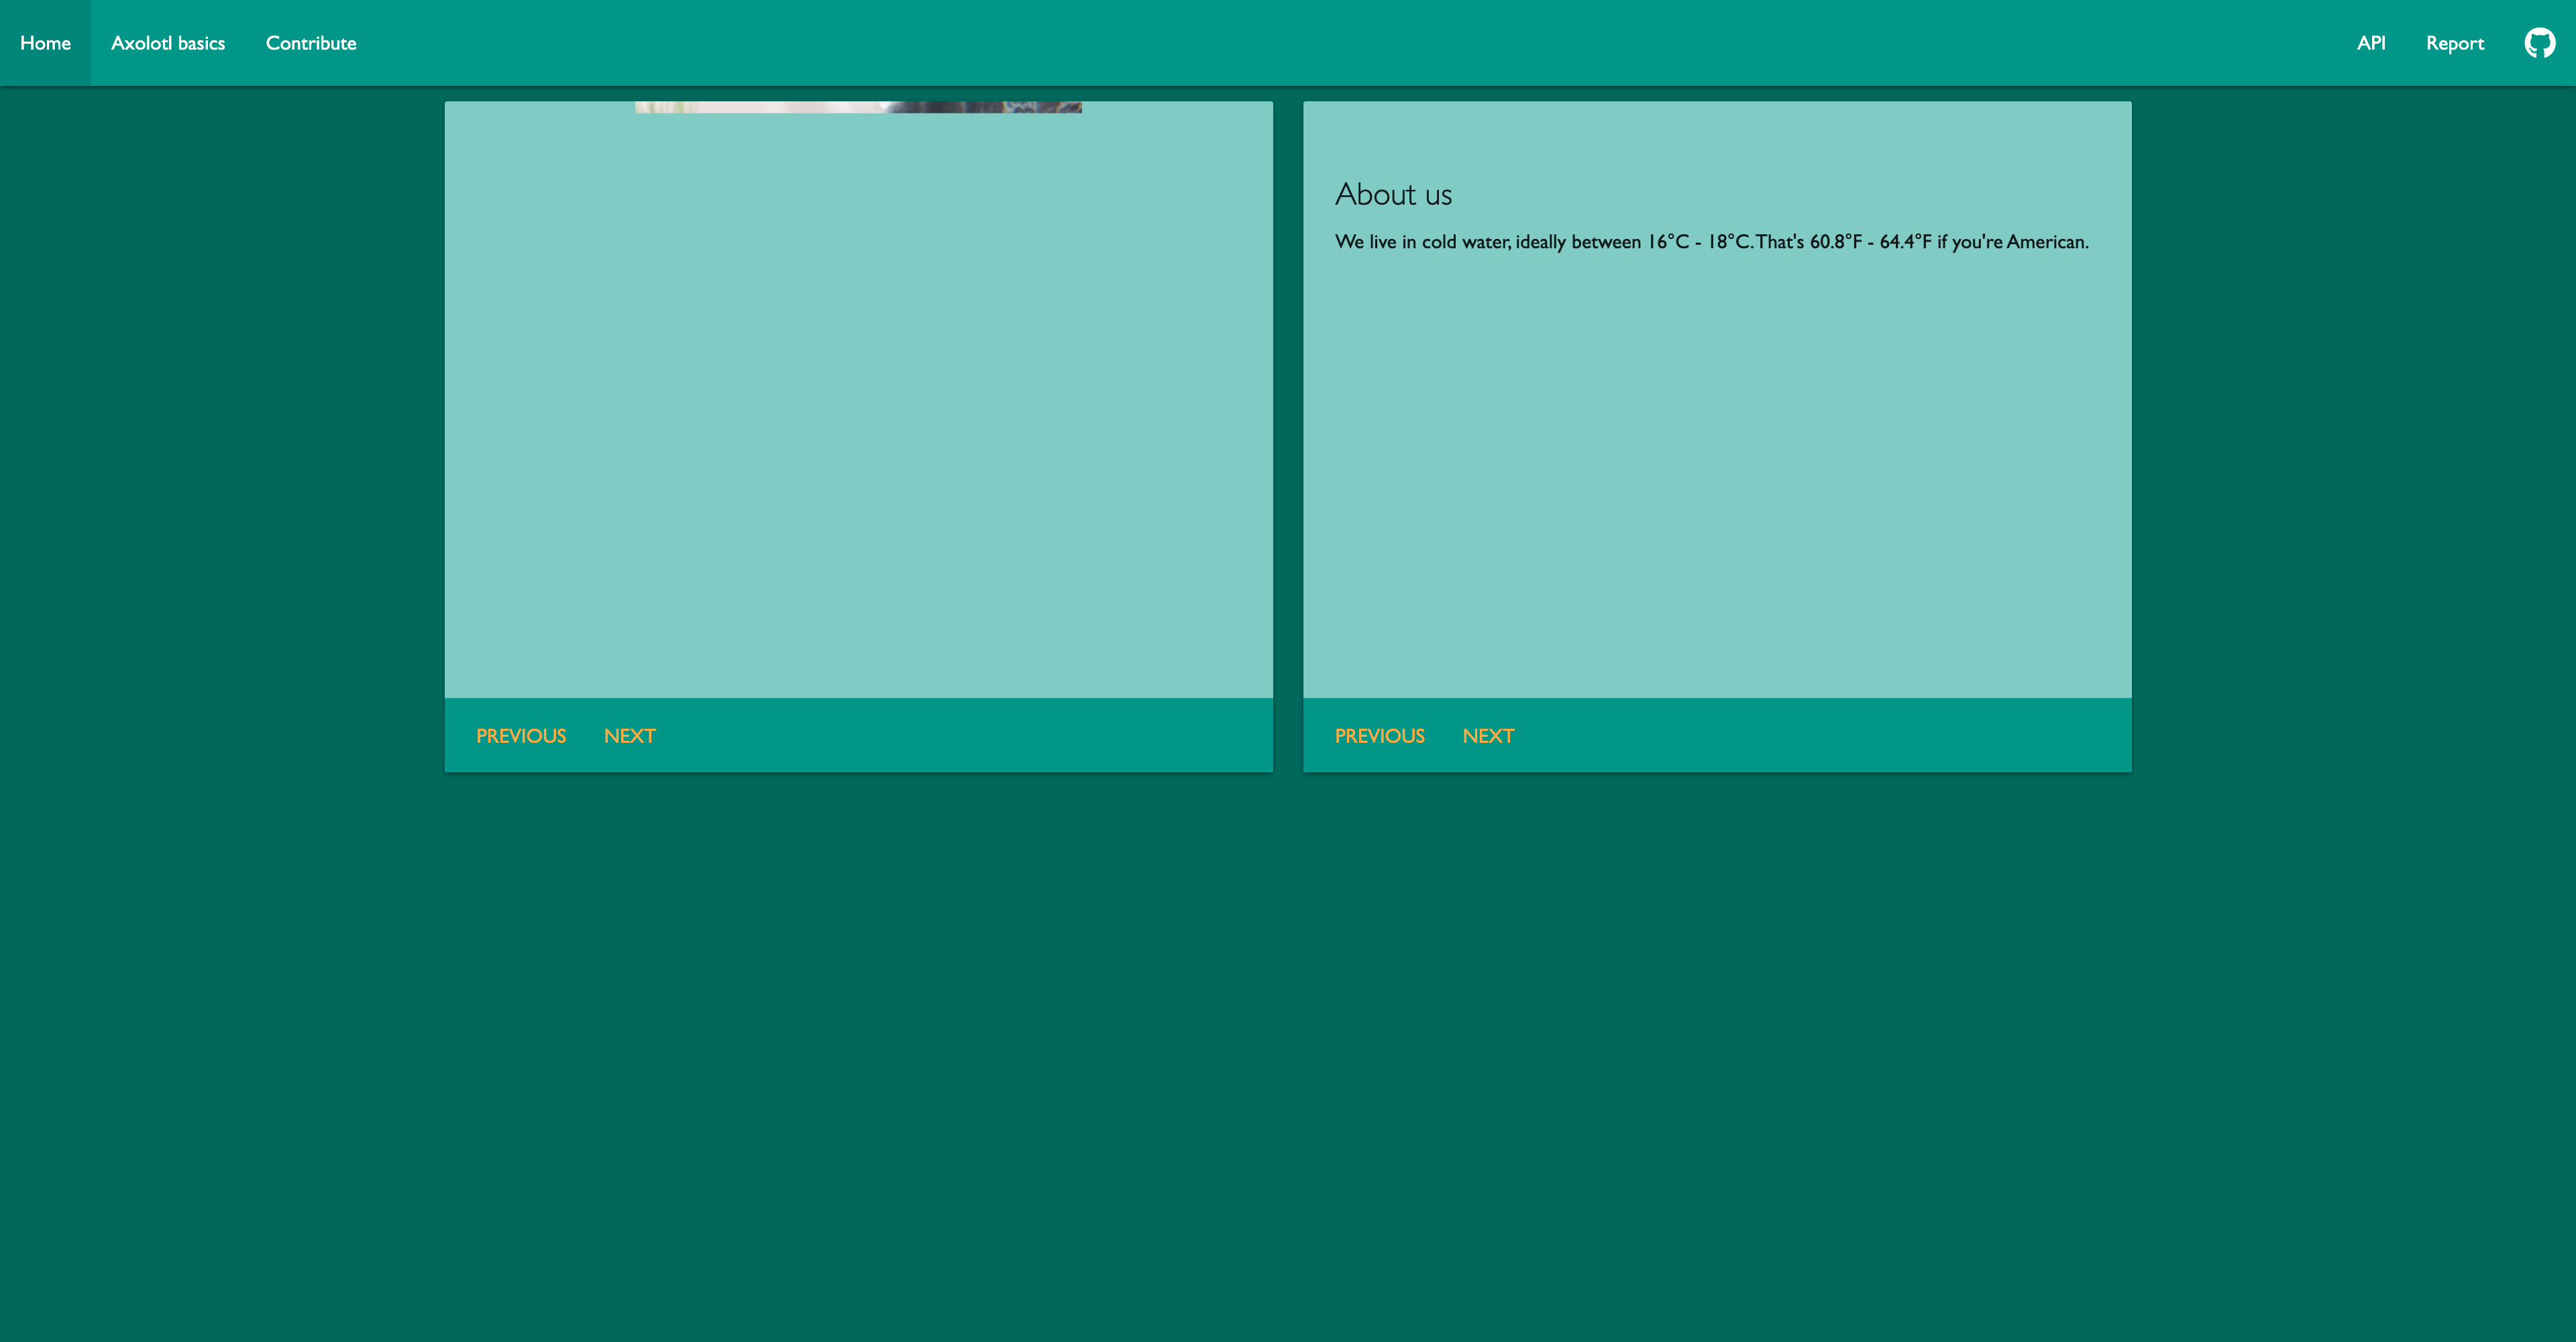 Home
Axolotl basics
Contribute
API
Report
About us
We live in cold water, ideally between 16°C - 18°C. That's 60.8°F - 64.4°F if you're American.
PREVIOUS
NEXT
PREVIOUS
NEXT